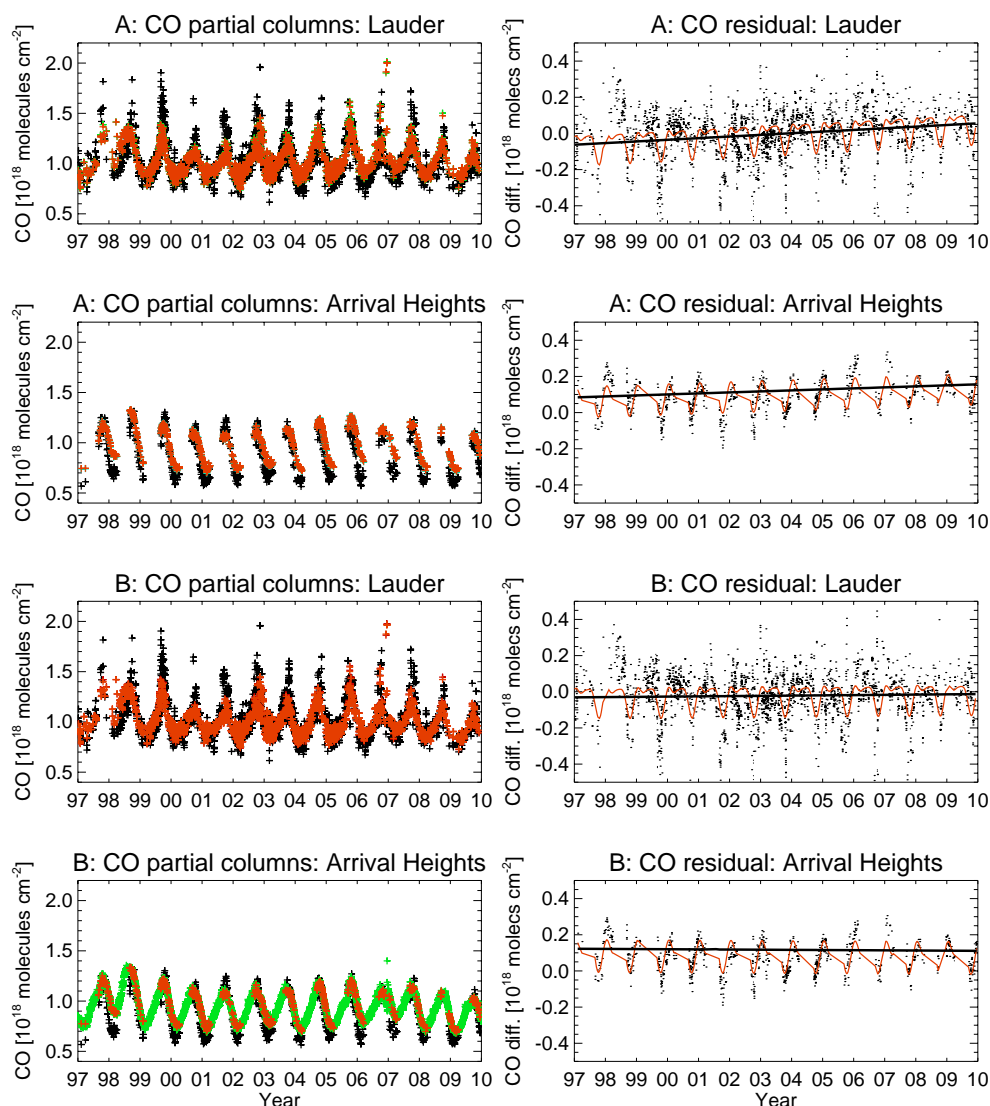 A: CO partial columns: Lauder
CO [10^18 molecules cm^-2]
2.0
1.5
1.0
0.5
97 98 99 00 01 02 03 04 05 06 07 08 09 10
A: CO residual: Lauder
CO diff. [10^18 molecs cm^-2]
0.4
0.2
0.0
-0.2
-0.4
97 98 99 00 01 02 03 04 05 06 07 08 09 10
A: CO partial columns: Arrival Heights
CO [10^18 molecules cm^-2]
2.0
1.5
1.0
0.5
97 98 99 00 01 02 03 04 05 06 07 08 09 10
A: CO residual: Arrival Heights
CO diff. [10^18 molecs cm^-2]
0.4
0.2
0.0
-0.2
-0.4
97 98 99 00 01 02 03 04 05 06 07 08 09 10
B: CO partial columns: Lauder
CO [10^18 molecules cm^-2]
2.0
1.5
1.0
0.5
97 98 99 00 01 02 03 04 05 06 07 08 09 10
B: CO residual: Lauder
CO diff. [10^18 molecs cm^-2]
0.4
0.2
0.0
-0.2
-0.4
97 98 99 00 01 02 03 04 05 06 07 08 09 10
B: CO partial columns: Arrival Heights
CO [10^18 molecules cm^-2]
2.0
1.5
1.0
0.5
97 98 99 00 01 02 03 04 05 06 07 08 09 10
Year
B: CO residual: Arrival Heights
CO diff. [10^18 molecs cm^-2]
0.4
0.2
0.0
-0.2
-0.4
97 98 99 00 01 02 03 04 05 06 07 08 09 10
Year